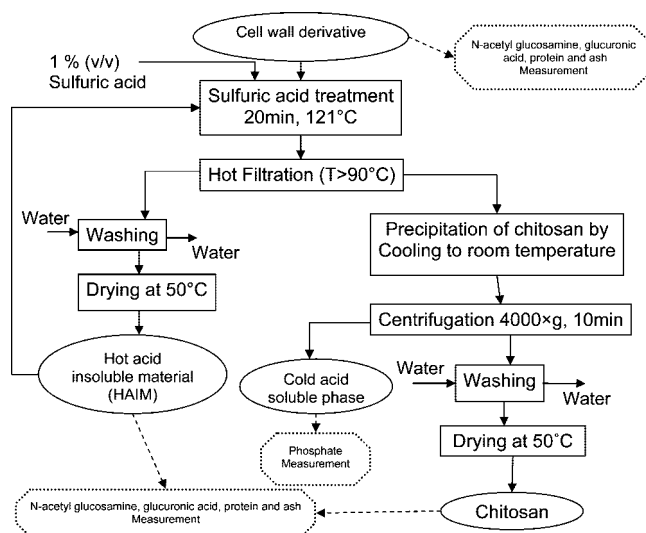 Cell wall derivative
N-acetyl glucosamine, glucuronic
acid, protein and ash
Measurement
1 % (v/v)
Sulfuric acid
Sulfuric acid treatment
20min, 121°C
Hot Filtration (T>90°C)
Water
Washing
Water
Precipitation of chitosan by
Cooling to room temperature
Drying at 50°C
Centrifugation 4000×g, 10min
Hot acid
insoluble material
(HAIM)
Cold acid
soluble phase
Water
Washing
Water
Phosphate
Measurement
Drying at 50°C
N-acetyl glucosamine, glucuronic acid, protein and ash
Measurement
Chitosan